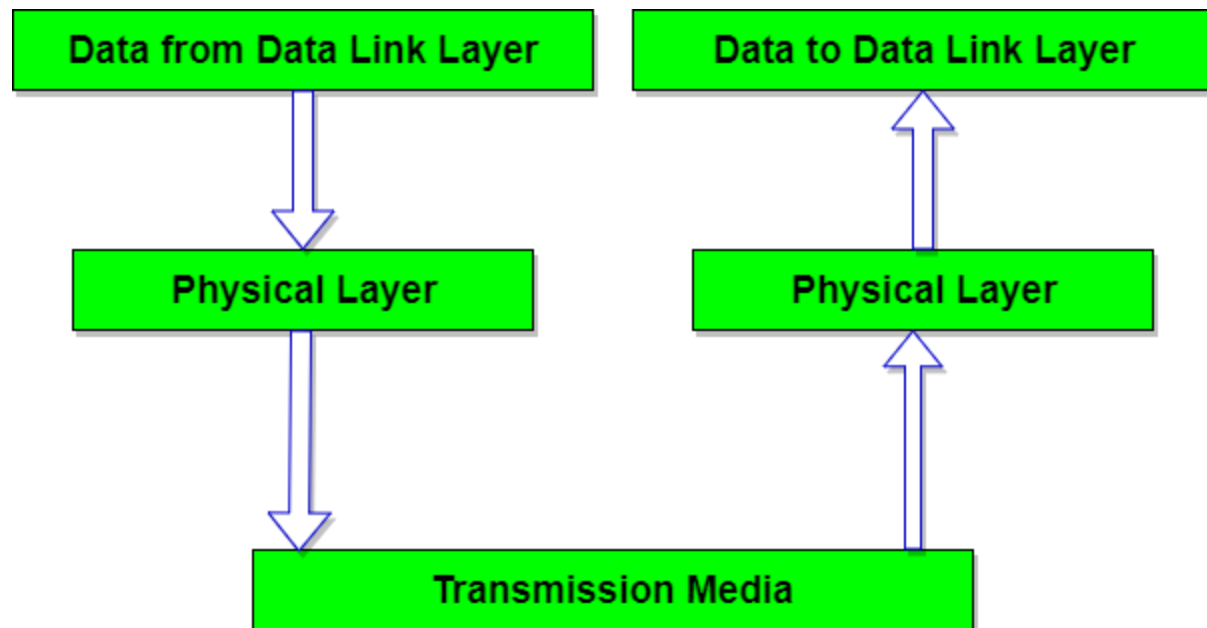 Data from Data Link Layer
Data to Data Link Layer
Physical Layer
Physical Layer
Transmission Media